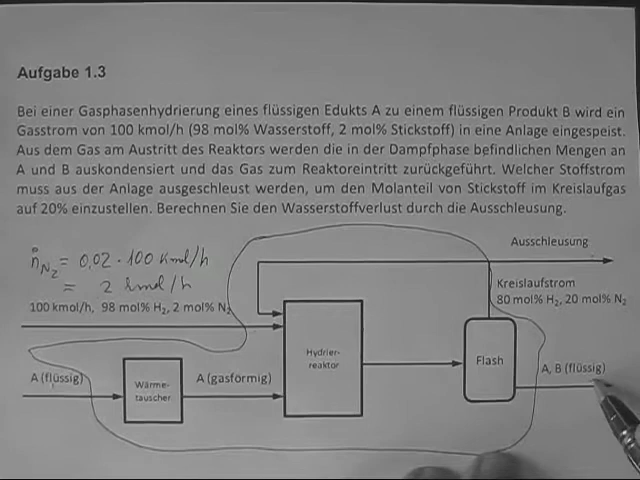 Aufgabe 1.3
Bei einer Gasphasenhydrierung eines flüssigen Edukts A zu einem flüssigen Produkt B wird ein
Gasstrom von 100 kmol/h (98 mol% Wasserstoff, 2 mol% Stickstoff) in eine Anlage eingespeist.
Aus dem Gas am Austritt des Reaktors werden die in der Dampfphase befindlichen Mengen an
A und B auskondensiert und das Gas zum Reaktoreintritt zurückgeführt. Welcher Stoffstrom
muss aus der Anlage ausgeschleust werden, um den Molanteil von Stickstoff im Kreislaufgas
auf 20% einzustellen. Berechnen Sie den Wasserstoffverlust durch die Ausschleusung.
Ausschleusung
ṅ_N₂ = 0,02 · 100 kmol/h
= 2 kmol/h
Kreislaufstrom
80 mol% H₂, 20 mol% N₂
100 kmol/h, 98 mol% H₂, 2 mol% N₂
Hydrier-
reaktor
Flash
A, B (flüssig)
A (flüssig)
Wärme-
tauscher
A (gasförmig)